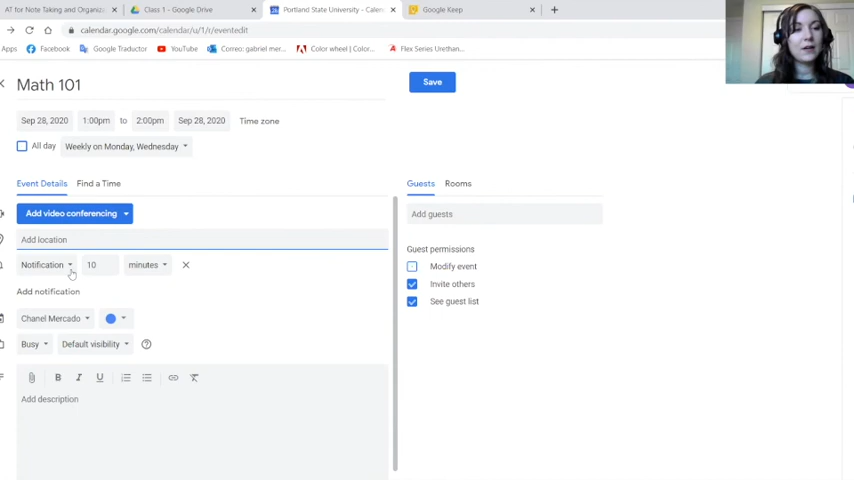 AT for Note Taking and Organiz
Class 1 - Google Drive
Portland State University - Calen
Google Keep
calendar.google.com/calendar/u/1/r/eventedit
Apps
Facebook
Google Traductor
YouTube
Correo: gabriel mer...
Color wheel | Color...
Flex Series Urethan...
Math 101
Save
Sep 28, 2020
1:00pm
to
2:00pm
Sep 28, 2020
Time zone
All day
Weekly on Monday, Wednesday
Event Details
Find a Time
Guests
Rooms
Add video conferencing
Add guests
Add location
Guest permissions
Notification
10
minutes
Modify event
Invite others
Add notification
See guest list
Chanel Mercado
Busy
Default visibility
B
I
U
Add description